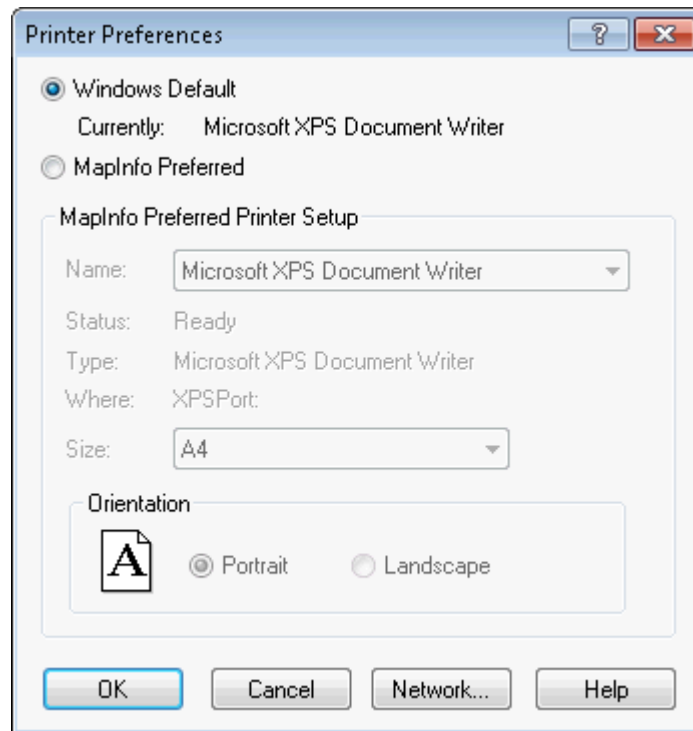 Printer Preferences
Windows Default
Currently: Microsoft XPS Document Writer
MapInfo Preferred
MapInfo Preferred Printer Setup
Name: Microsoft XPS Document Writer
Status: Ready
Type: Microsoft XPS Document Writer
Where: XPSPort:
Size: A4
Orientation
A Portrait Landscape
OK Cancel Network... Help